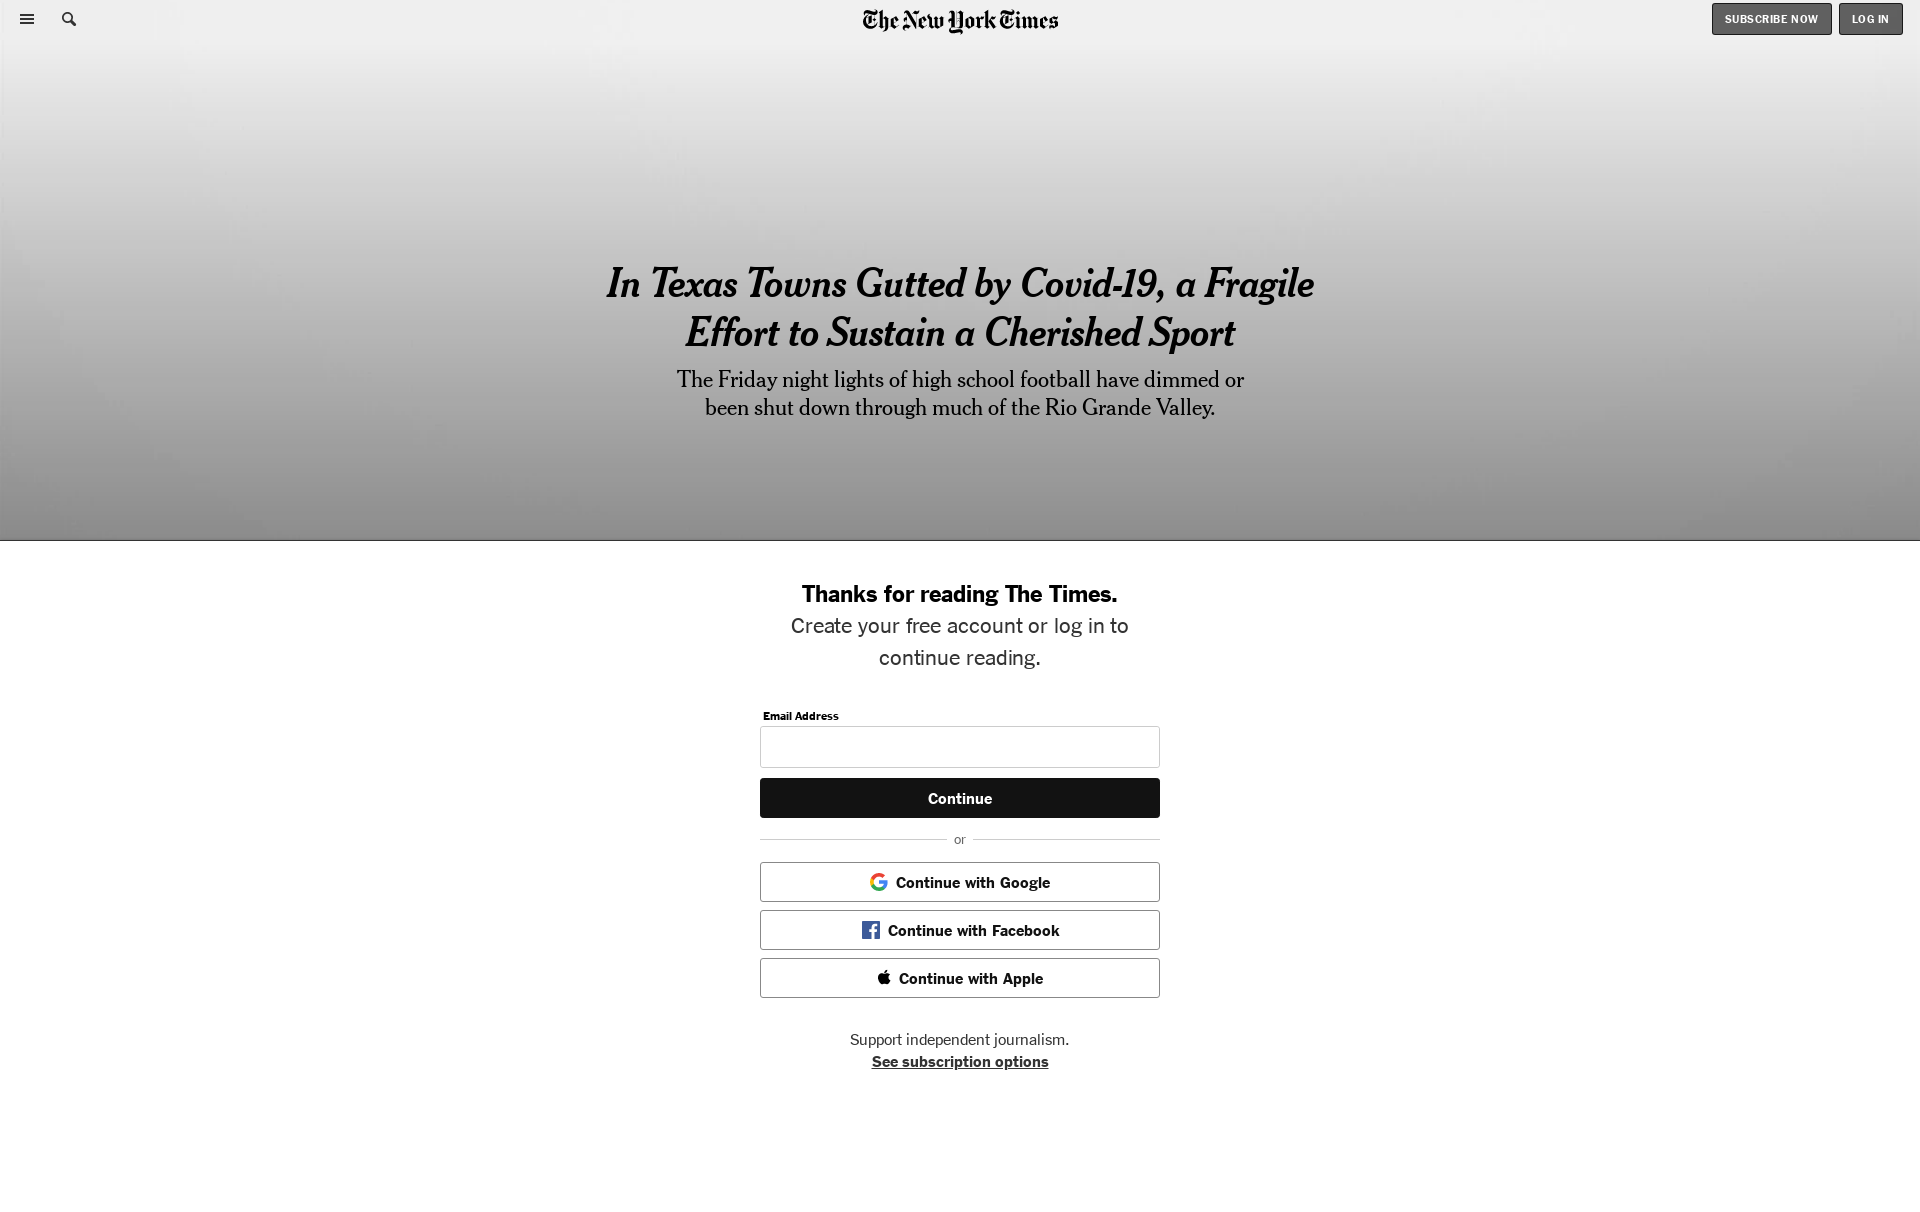 The New York Times
SUBSCRIBE NOW
LOG IN
In Texas Towns Gutted by Covid-19, a Fragile
Effort to Sustain a Cherished Sport
The Friday night lights of high school football have dimmed or
been shut down through much of the Rio Grande Valley.
Thanks for reading The Times.
Create your free account or log in to
continue reading.
Email Address
Continue
or
Continue with Google
Continue with Facebook
Continue with Apple
Support independent journalism.
See subscription options